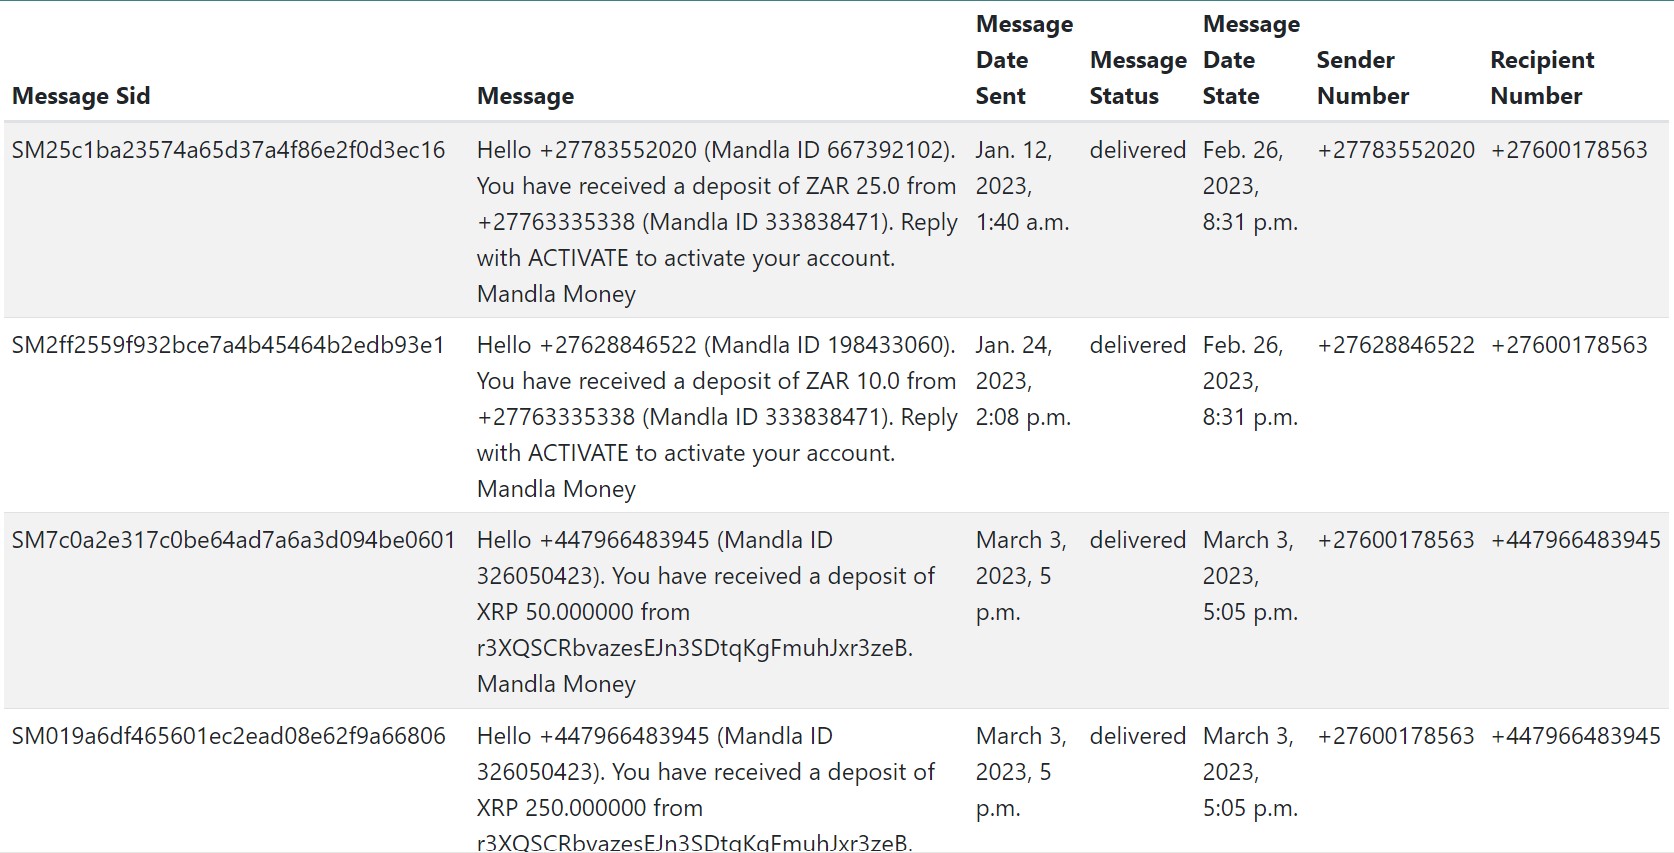 Message Sid
Message
Message
Date
Sent
Message
Status
Message
Date
State
Sender
Number
Recipient
Number
SM25c1ba23574a65d37a4f86e2f0d3ec16
Hello +27783552020 (Mandla ID 667392102).
You have received a deposit of ZAR 25.0 from
+27763335338 (Mandla ID 333838471). Reply
with ACTIVATE to activate your account.
Mandla Money
Jan. 12,
2023,
1:40 a.m.
delivered
Feb. 26,
2023,
8:31 p.m.
+27783552020
+27600178563
SM2ff2559f932bce7a4b45464b2edb93e1
Hello +27628846522 (Mandla ID 198433060).
You have received a deposit of ZAR 10.0 from
+27763335338 (Mandla ID 333838471). Reply
with ACTIVATE to activate your account.
Mandla Money
Jan. 24,
2023,
2:08 p.m.
delivered
Feb. 26,
2023,
8:31 p.m.
+27628846522
+27600178563
SM7c0a2e317c0be64ad7a6a3d094be0601
Hello +447966483945 (Mandla ID
326050423). You have received a deposit of
XRP 50.000000 from
r3XQSCRbvazesEJn3SDtqKgFmuhJxr3zeB.
Mandla Money
March 3,
2023, 5
p.m.
delivered
March 3,
2023,
5:05 p.m.
+27600178563
+447966483945
SM019a6df465601ec2ead08e62f9a66806
Hello +447966483945 (Mandla ID
326050423). You have received a deposit of
XRP 250.000000 from
r3XQSCRbvazesEJn3SDtqKgFmuhJxr3zeB.
March 3,
2023, 5
p.m.
delivered
March 3,
2023,
5:05 p.m.
+27600178563
+447966483945